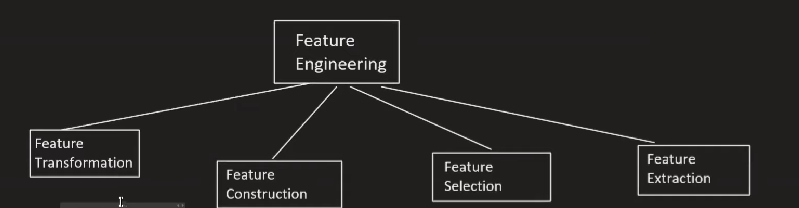 Feature
Engineering
Feature
Transformation
Feature
Construction
Feature
Selection
Feature
Extraction